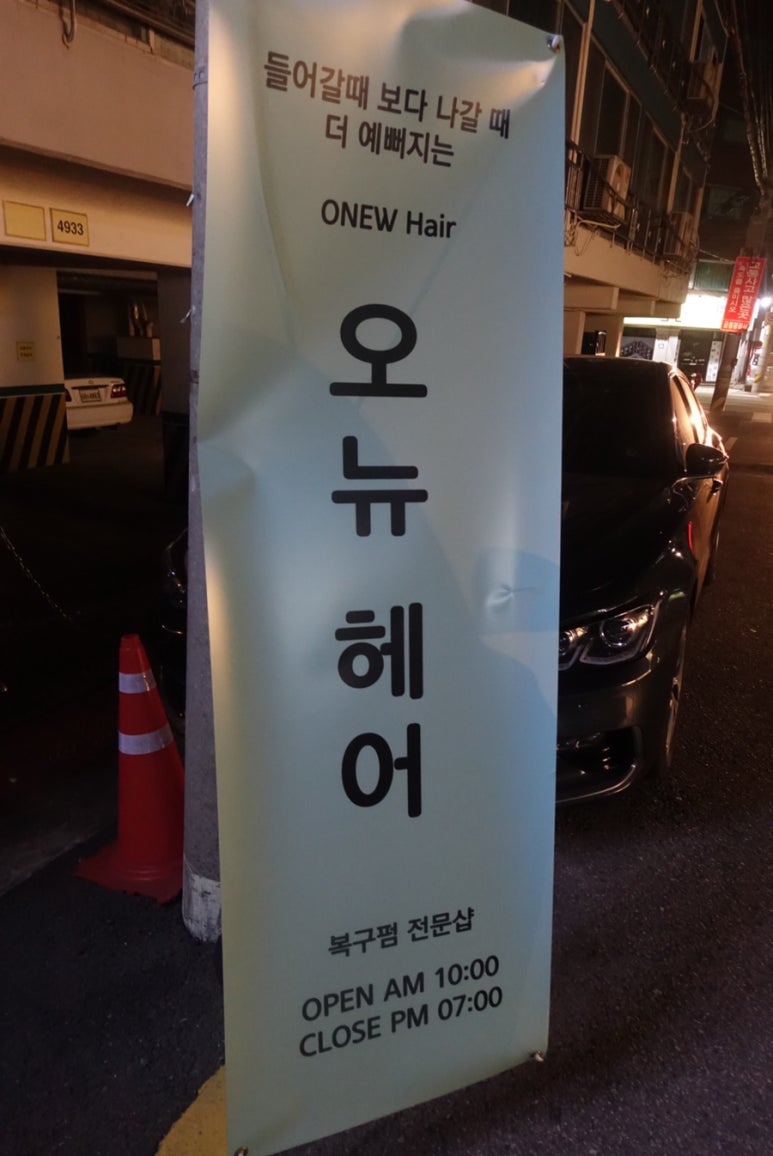 들어갈때 보다 나갈 때
더 예뻐지는
ONEW Hair
오
뉴
헤
어
복구펌 전문샵
OPEN AM 10:00
CLOSE PM 07:00
4933